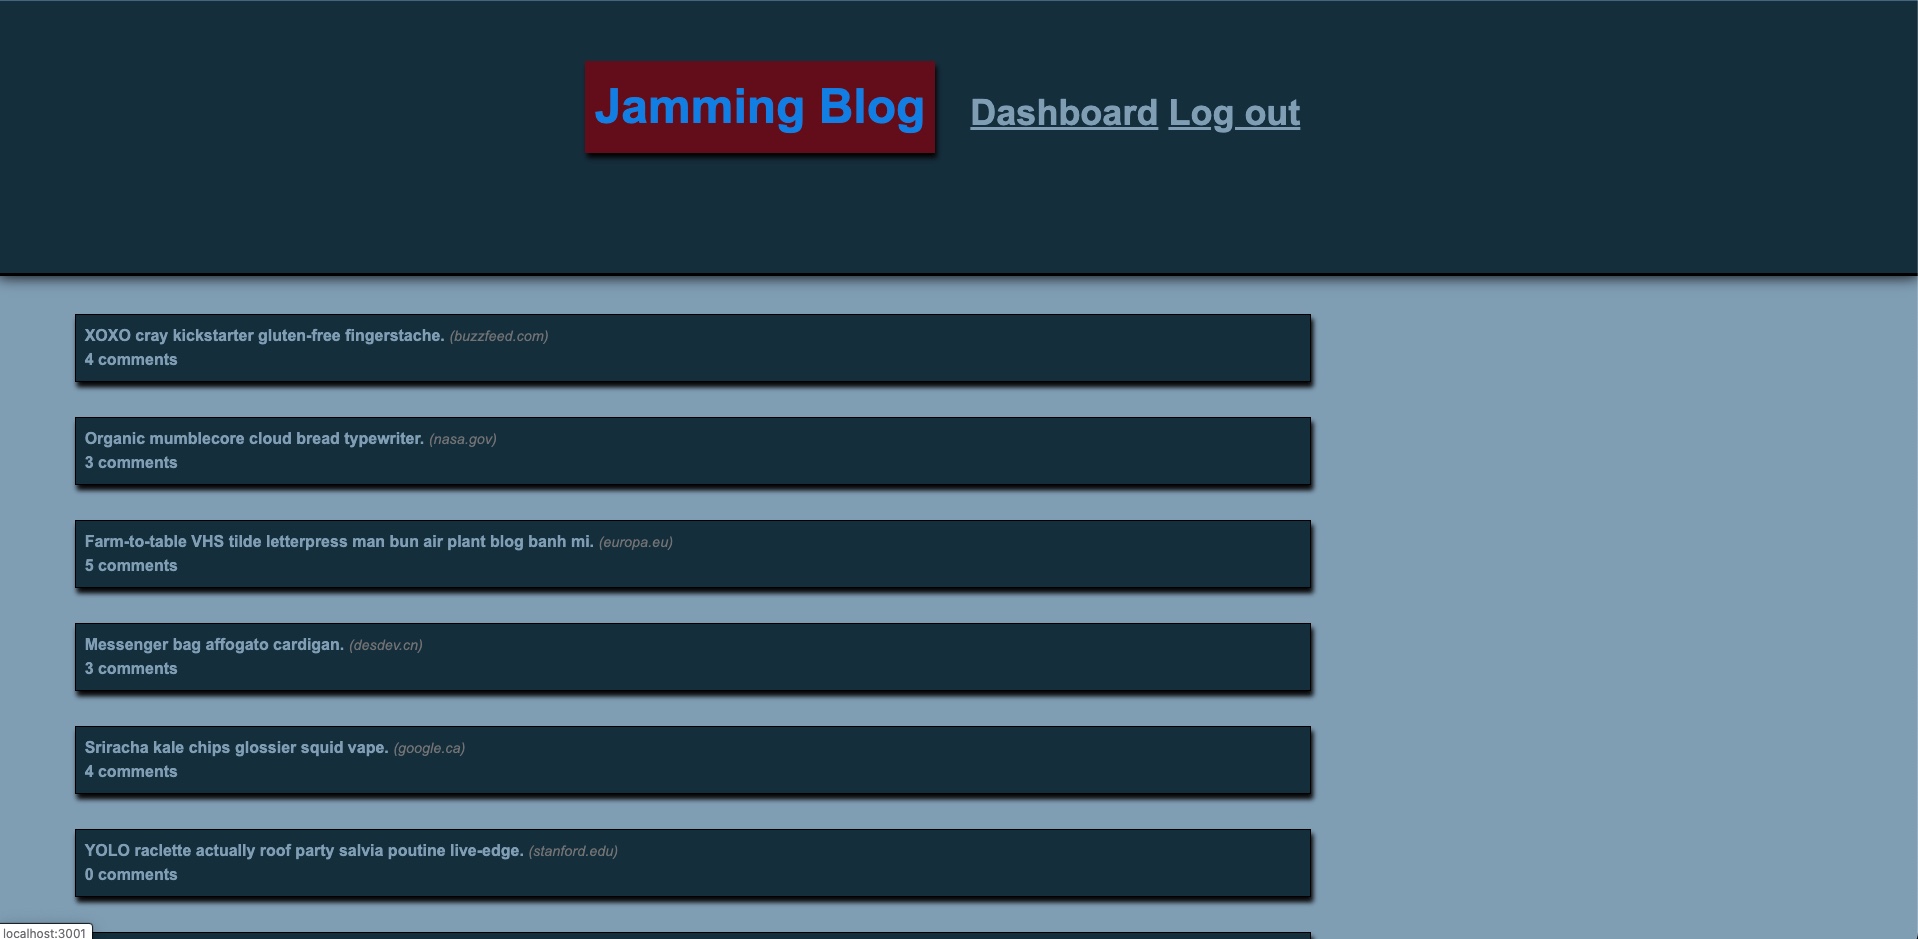 Jamming Blog
Dashboard Log out
XOXO cray kickstarter gluten-free fingerstache. (buzzfeed.com)
4 comments
Organic mumblecore cloud bread typewriter. (nasa.gov)
3 comments
Farm-to-table VHS tilde letterpress man bun air plant blog banh mi. (europa.eu)
5 comments
Messenger bag affogato cardigan. (desdev.cn)
3 comments
Sriracha kale chips glossier squid vape. (google.ca)
4 comments
YOLO raclette actually roof party salvia poutine live-edge. (stanford.edu)
0 comments
localhost:3001